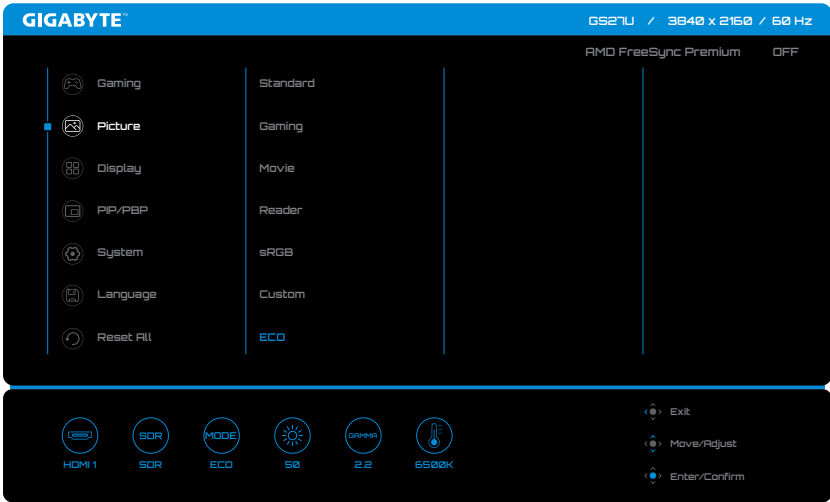 GIGABYTE™
GS27U / 3840 x 2160 / 60 Hz
AMD FreeSync Premium OFF
Gaming
Picture
Display
PIP/PBP
System
Language
Reset All
Standard
Gaming
Movie
Reader
sRGB
Custom
ECO
SDR
MODE
GAMMA
HDMI 1
SDR
ECO
50
2.2
6500K
Exit
Move/Adjust
Enter/Confirm